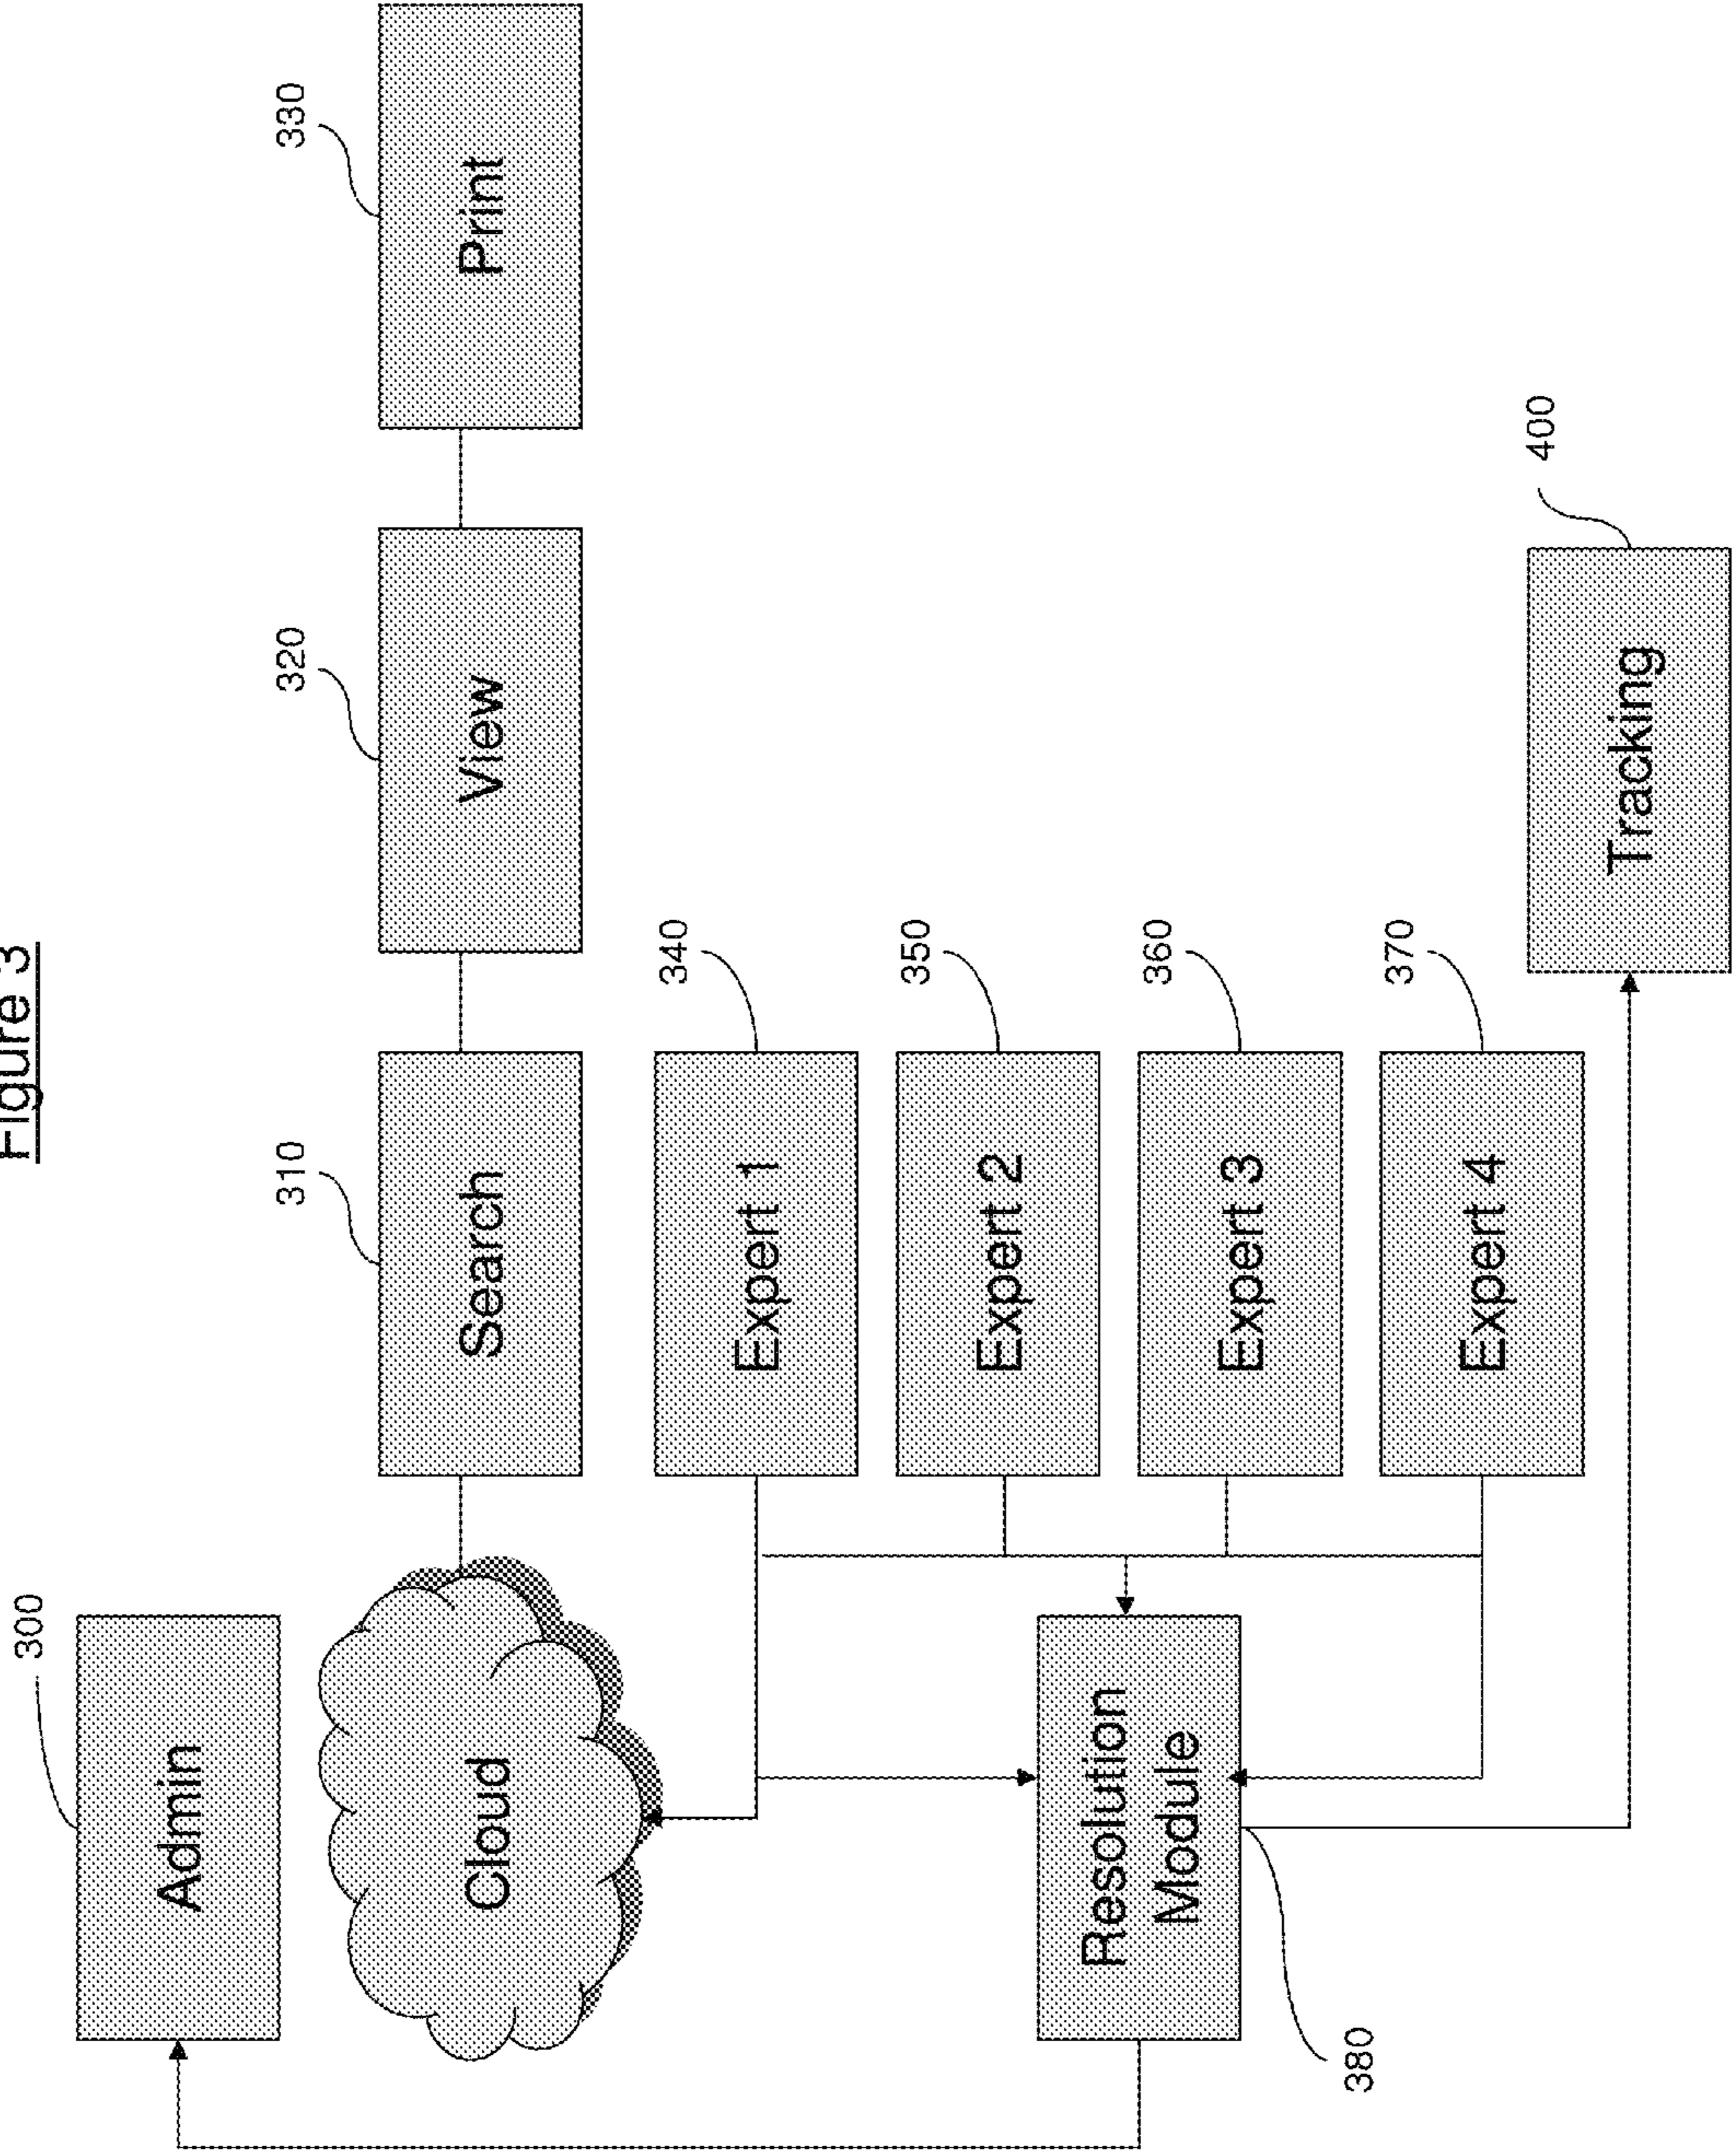 Figure 3
300
Admin
Cloud
310
Search
320
View
330
Print
340
Expert 1
350
Expert 2
360
Expert 3
370
Expert 4
Resolution
Module
380
400
Tracking